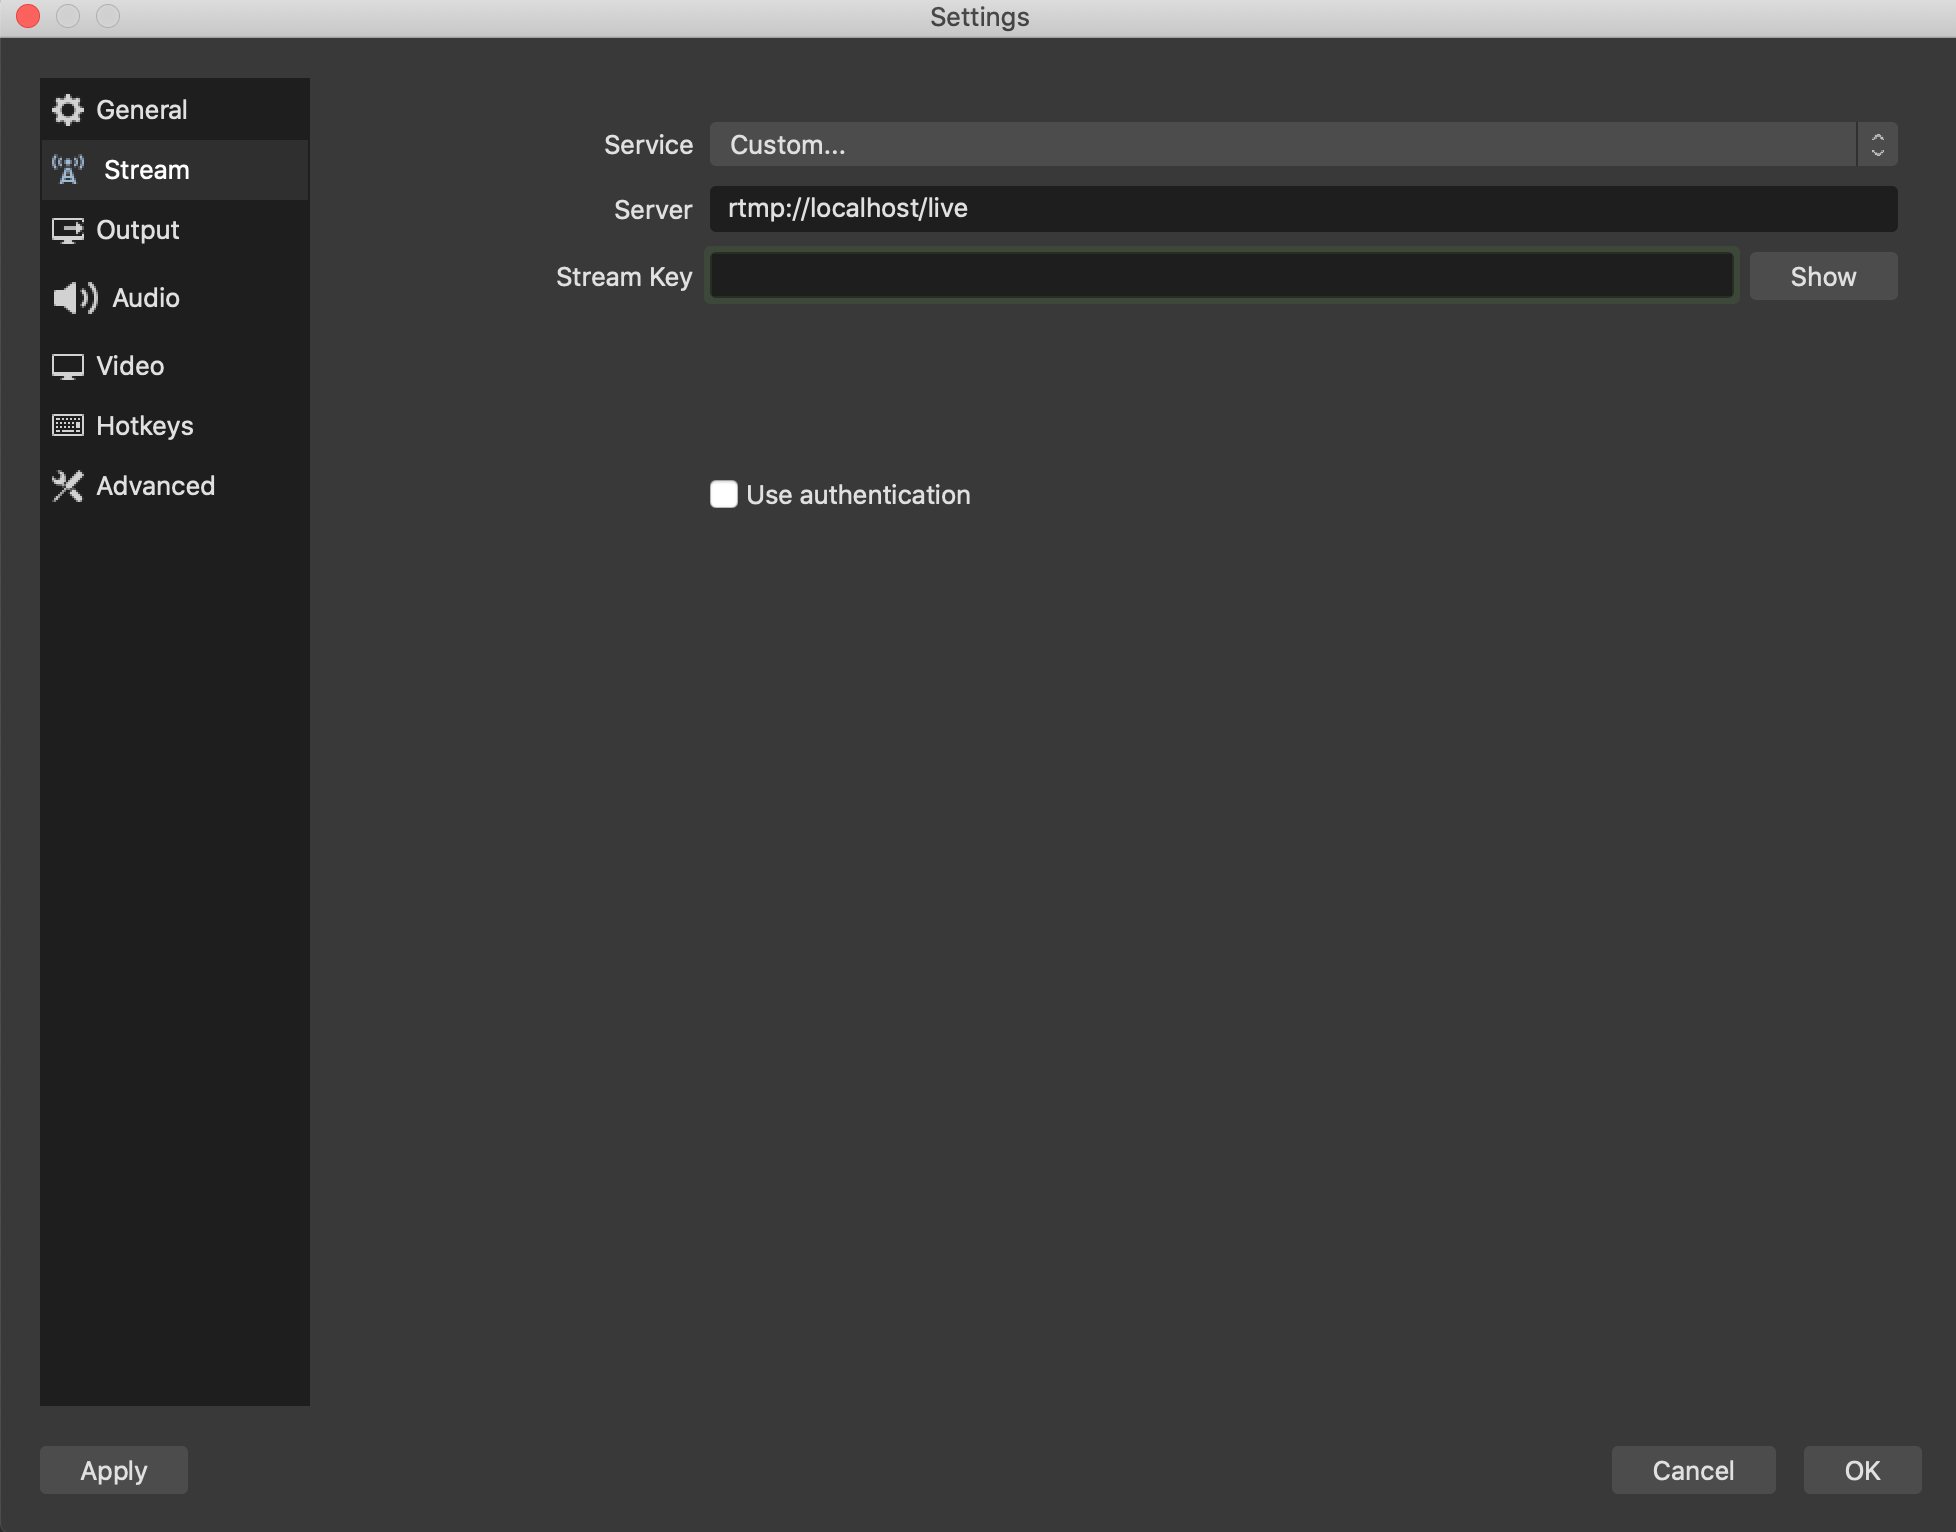 Settings
General
Stream
Output
Audio
Video
Hotkeys
Advanced
Service
Custom...
Server
rtmp://localhost/live
Stream Key
Show
Use authentication
Apply
Cancel
OK